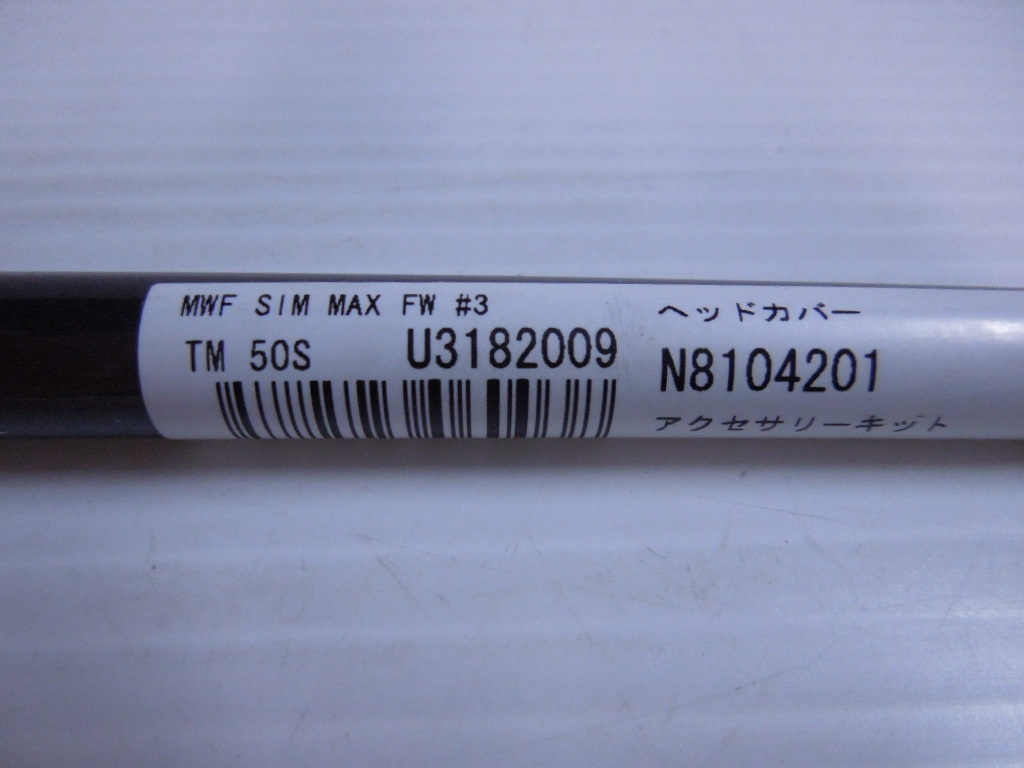 MWF SIM MAX FW #3
TM 50S U3182009
ヘッドカバー
N8104201
アクセサリーキット